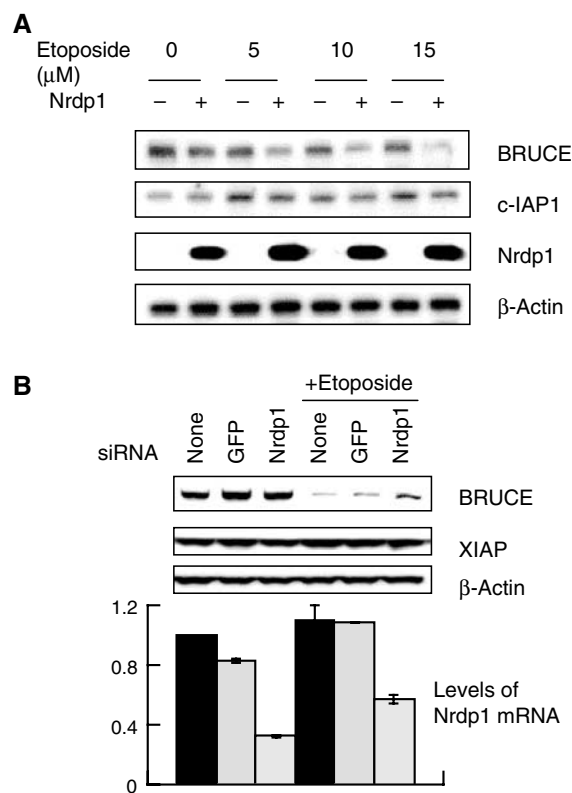 A
Etoposide 0 5 10 15
(μM)
Nrdp1 – + – + – + – +
BRUCE
c-IAP1
Nrdp1
β-Actin
B
+Etoposide
siRNA None GFP Nrdp1 None GFP Nrdp1
BRUCE
XIAP
β-Actin
1.2
0.8
0.4
0
Levels of
Nrdp1 mRNA